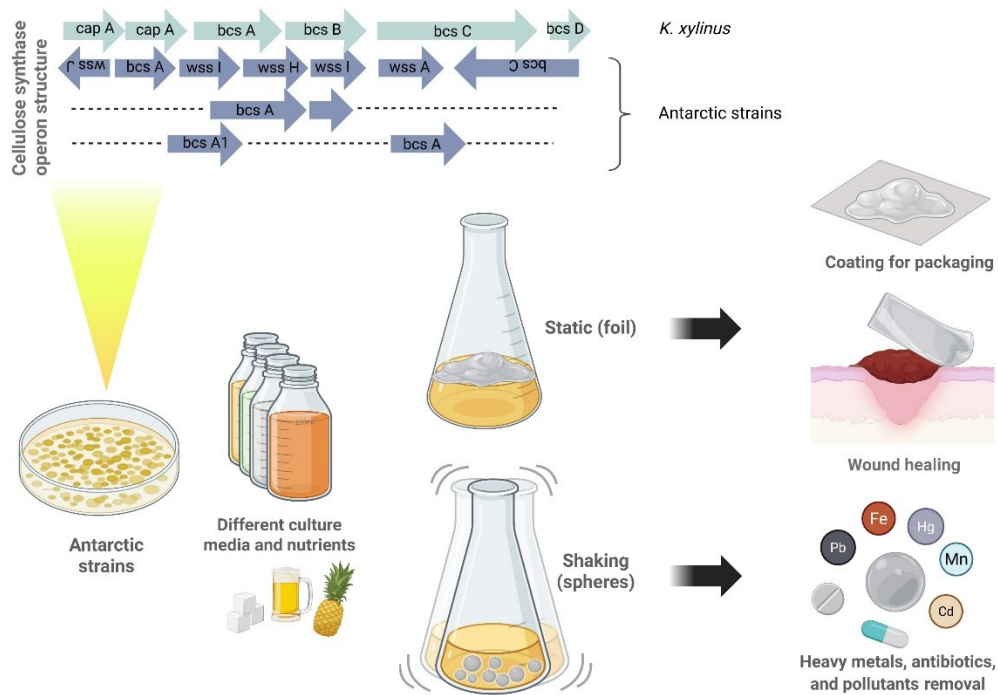 Cellulose synthase
operon structure
cap A cap A bcs A bcs B bcs C bcs D
K. xylinus
wss J bcs A wss I wss H wss I wss A bcs C
bcs A
Antarctic strains
bcs A1 bcs A
Coating for packaging
Static (foil)
250mL
Wound healing
Different culture
media and nutrients
Antarctic
strains
Shaking
(spheres)
Fe
Hg
Pb
Mn
Cd
Heavy metals, antibiotics,
and pollutants removal